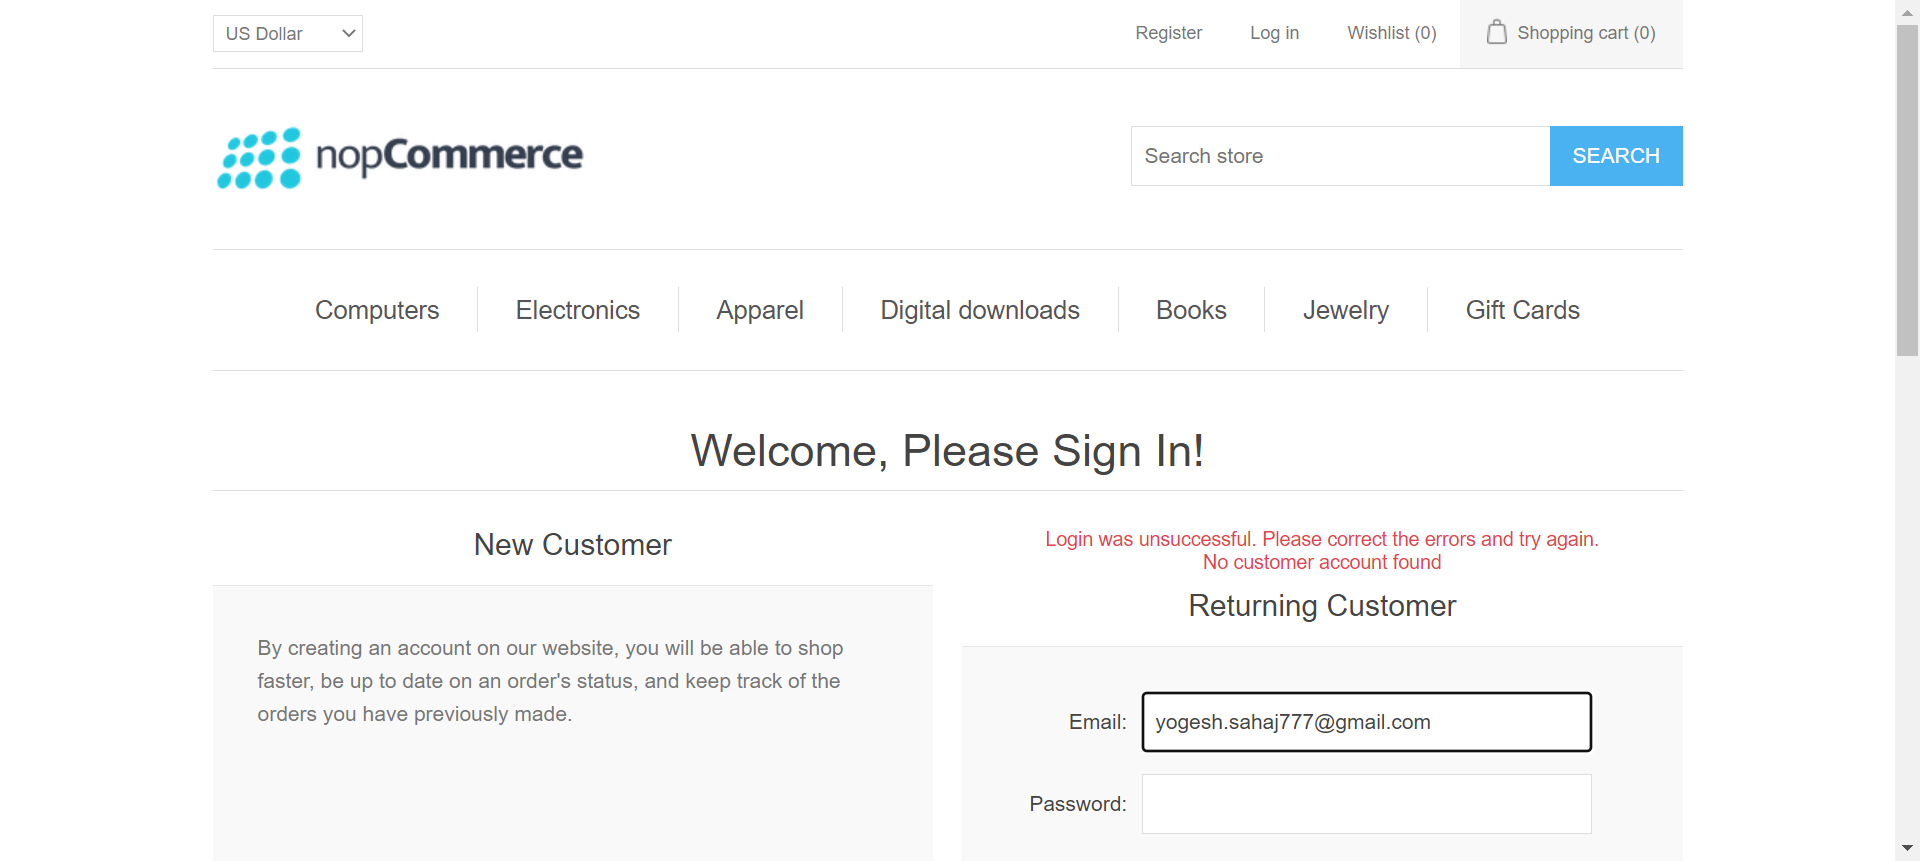 US Dollar
Register
Log in
Wishlist (0)
Shopping cart (0)
nopCommerce
Search store
SEARCH
Computers
Electronics
Apparel
Digital downloads
Books
Jewelry
Gift Cards
Welcome, Please Sign In!
New Customer
By creating an account on our website, you will be able to shop
faster, be up to date on an order's status, and keep track of the
orders you have previously made.
Login was unsuccessful. Please correct the errors and try again.
No customer account found
Returning Customer
Email:
yogesh.sahaj777@gmail.com
Password: